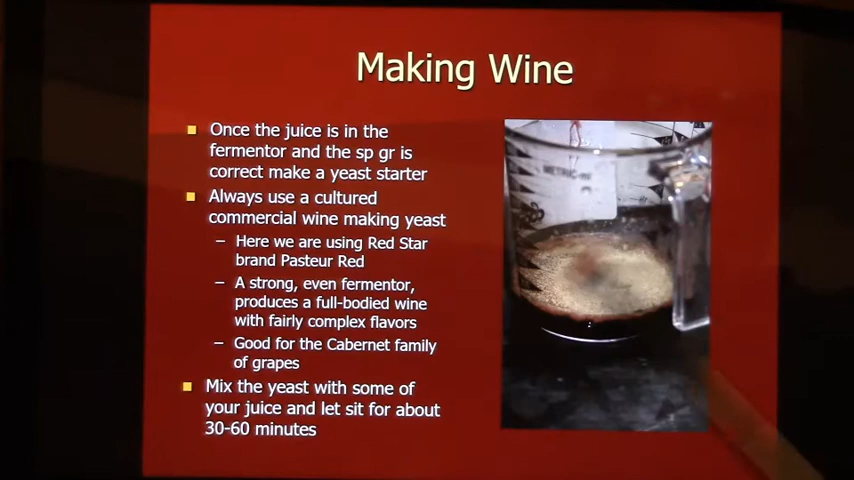 Making Wine
Once the juice is in the
fermentor and the sp gr is
correct make a yeast starter
Always use a cultured
commercial wine making yeast
– Here we are using Red Star
brand Pasteur Red
– A strong, even fermentor,
produces a full-bodied wine
with fairly complex flavors
– Good for the Cabernet family
of grapes
Mix the yeast with some of
your juice and let sit for about
30-60 minutes